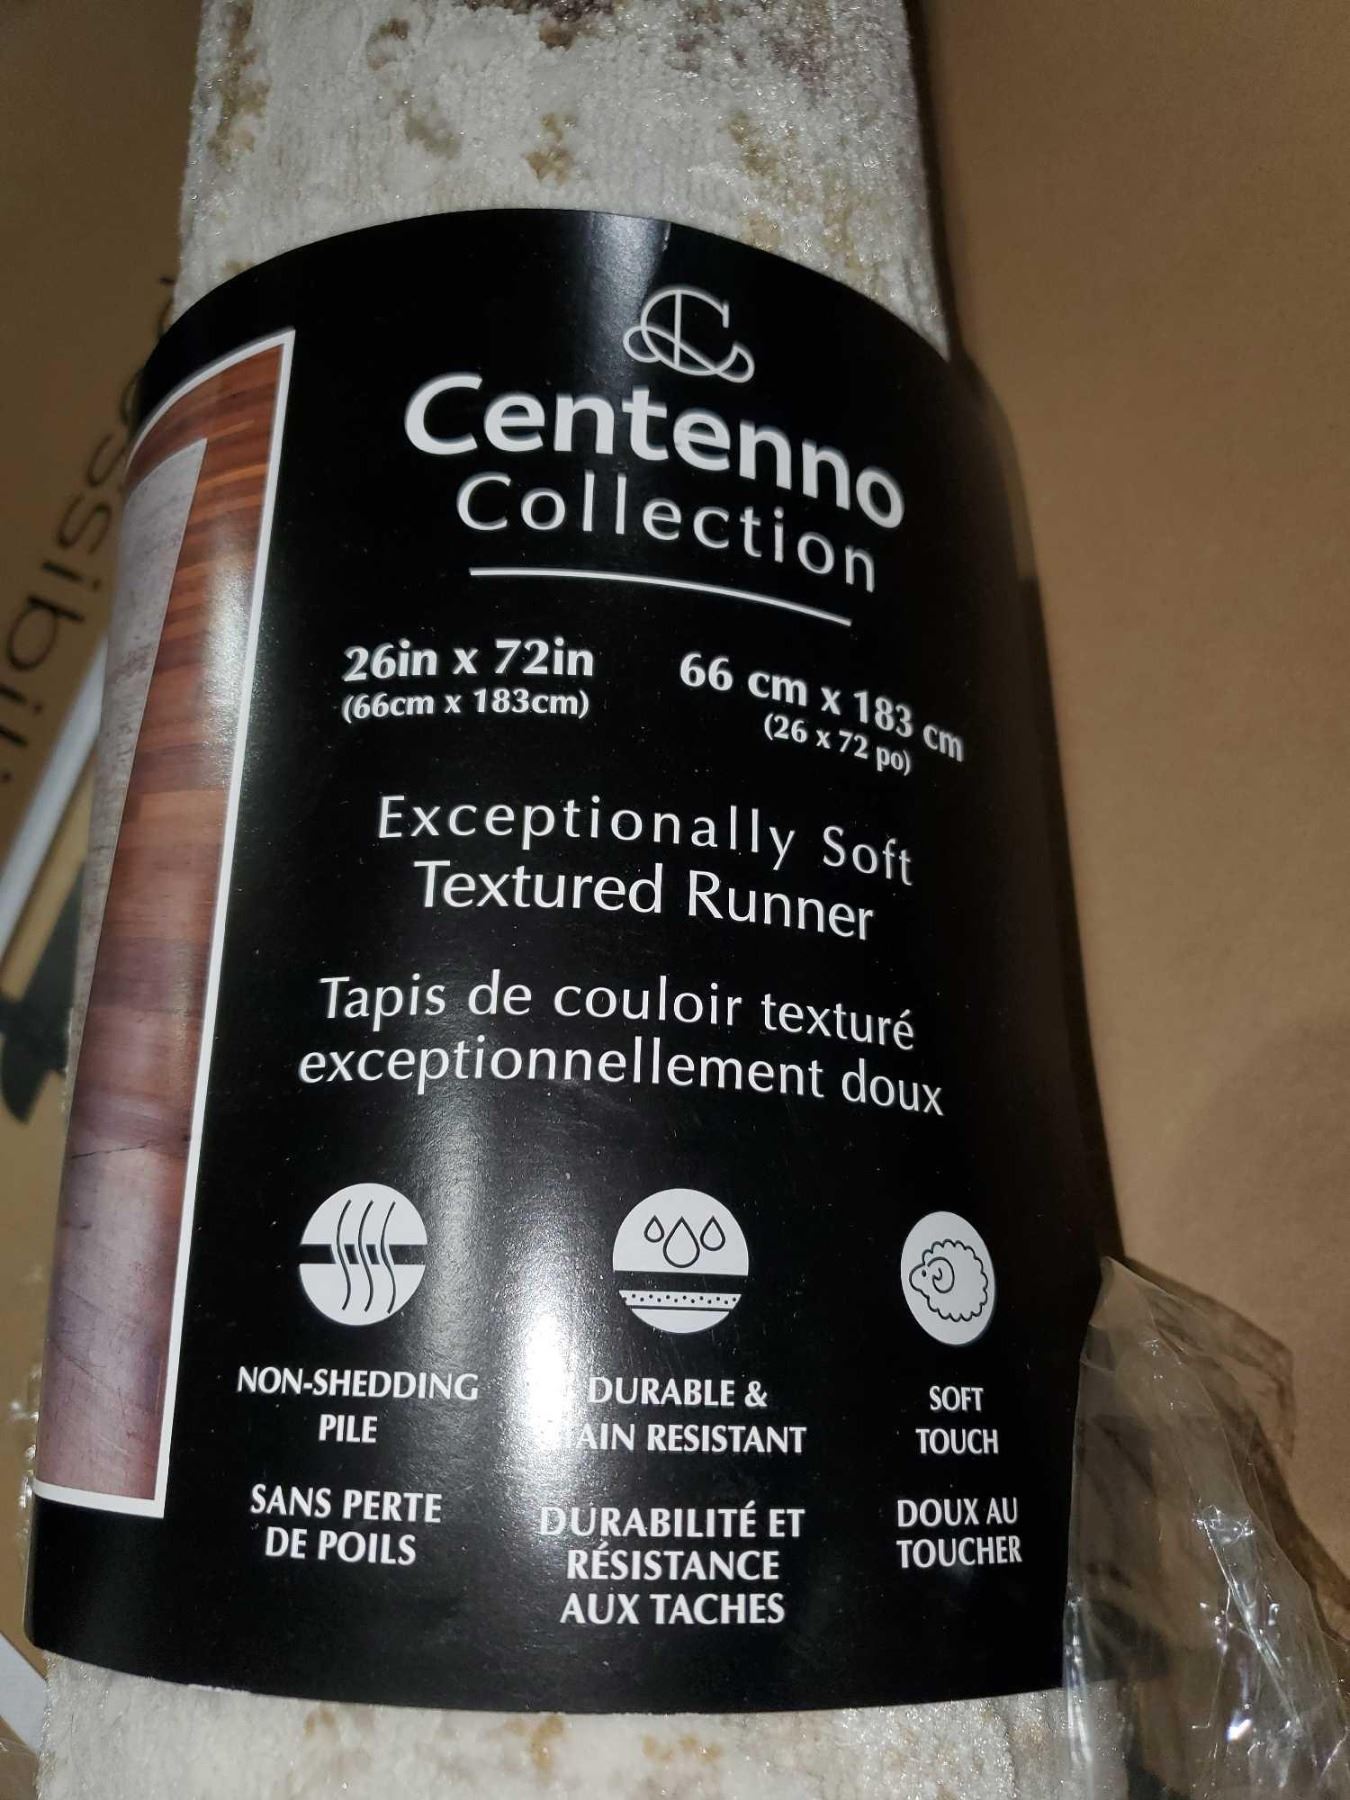 Centenno
Collection
26in x 72in
(66cm x 183cm)
66 cm x 183 cm
(26 x 72 po)
Exceptionally Soft
Textured Runner
Tapis de couloir texturé
exceptionnellement doux
NON-SHEDDING
PILE
SANS PERTE
DE POILS
DURABLE &
RESISTANT
DURABILITÉ ET
RÉSISTANCE
AUX TACHES
SOFT
TOUCH
DOUX AU
TOUCHER